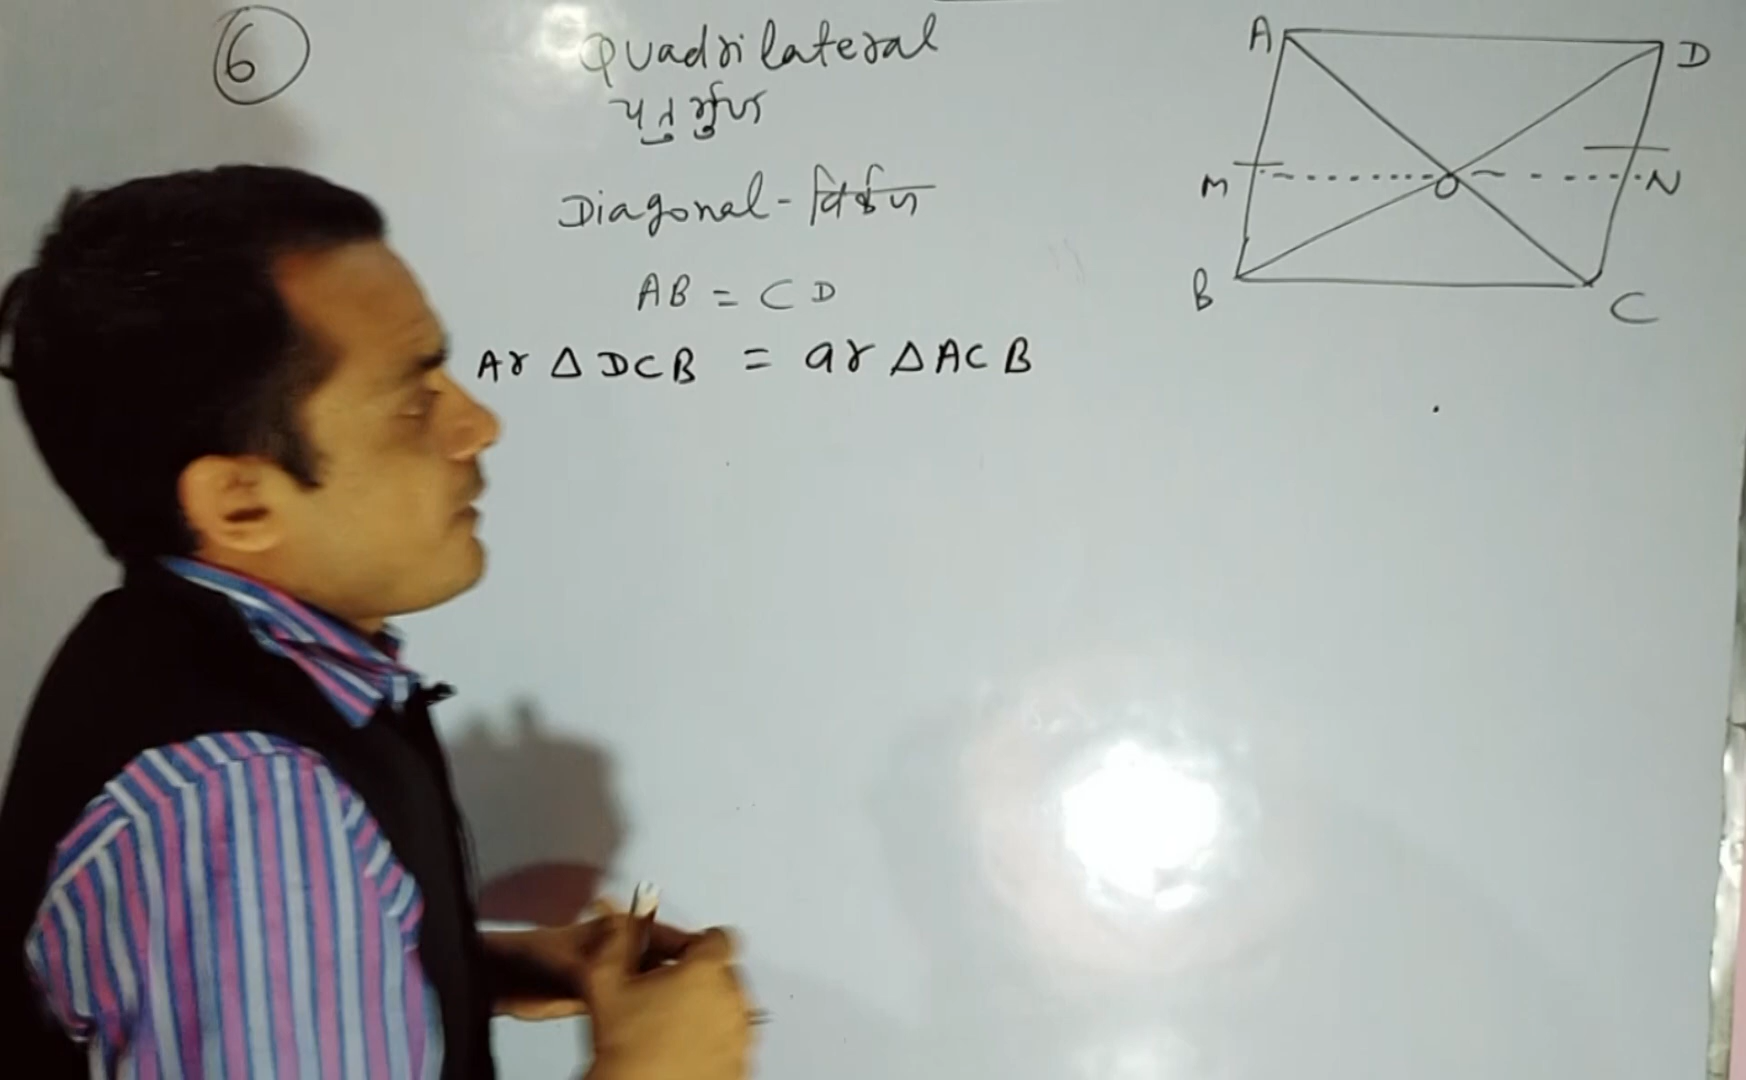 6
Quadrilateral
चतुर्भुज
Diagonal - विकर्ण
AB = CD
Ar △ DCB = ar △ ACB
A
D
M
O
N
B
C